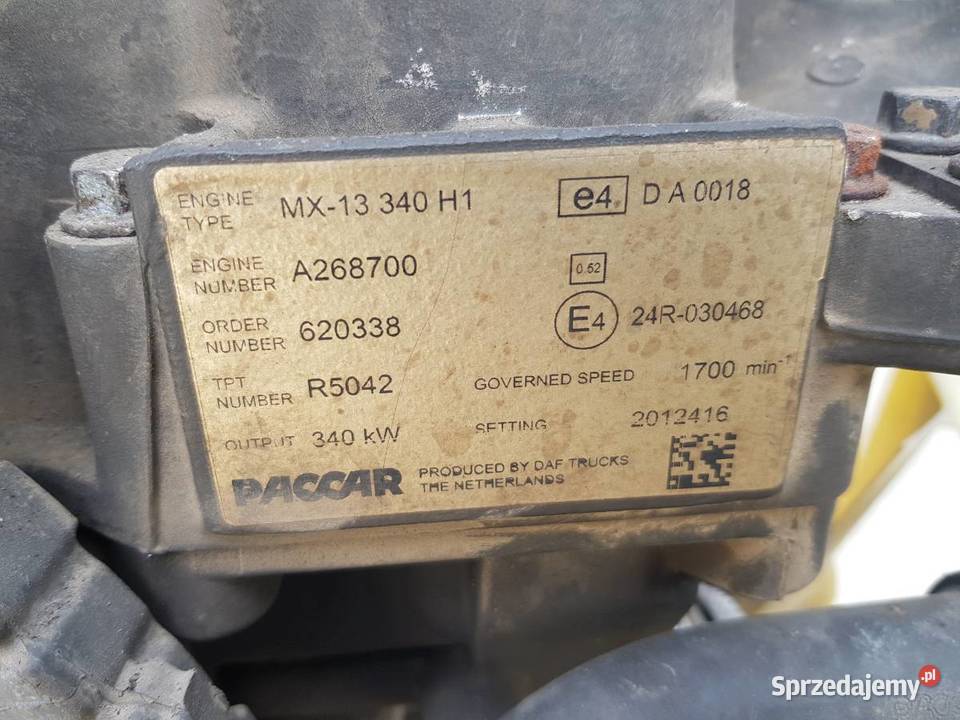 ENGINE TYPE MX-13 340 H1 e4 D A 0018
ENGINE NUMBER A268700 0.52
ORDER NUMBER 620338 E4 24R-030468
TPT NUMBER R5042 GOVERNED SPEED 1700 min⁻¹
OUTPUT 340 kW SETTING 2012416
PACCAR PRODUCED BY DAF TRUCKS
THE NETHERLANDS
Sprzedajemy.pl